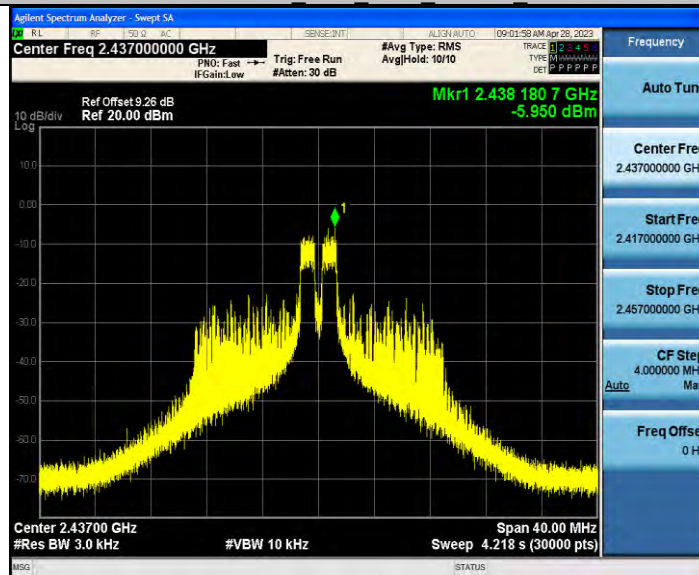 Agilent Spectrum Analyzer - Swept SA
RL RF 50 Ω AC SENSE:INT ALIGN AUTO 09:01:58 AM Apr 28, 2023
Center Freq 2.437000000 GHz
PNO: Fast
IFGain:Low
Trig: Free Run
#Atten: 30 dB
#Avg Type: RMS
Avg|Hold: 10/10
TRACE 1 2 3 4 5 6
TYPE M
DET P P P P P P
Ref Offset 9.26 dB
10 dB/div Ref 20.00 dBm
Log
Mkr1 2.438 180 7 GHz
-5.950 dBm
1
10.0
0.00
-10.0
-20.0
-30.0
-40.0
-50.0
-60.0
-70.0
Center 2.43700 GHz Span 40.00 MHz
#Res BW 3.0 kHz #VBW 10 kHz Sweep 4.218 s (30000 pts)
MSG STATUS
Frequency
Auto Tun
Center Fre
2.437000000 GH
Start Fre
2.417000000 GH
Stop Fre
2.457000000 GH
CF Ste
4.000000 MH
Auto Ma
Freq Offse
0 H